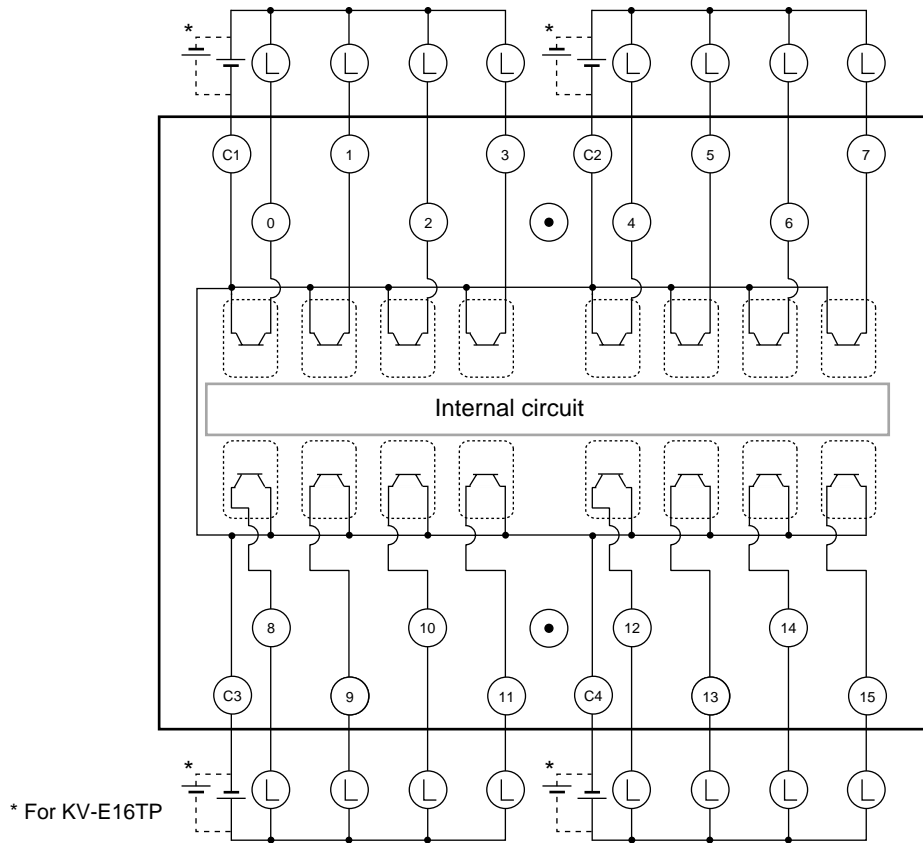 * *
L L L L L L L L
C1 1 3 C2 5 7
0 2 4 6
Internal circuit
8 10 12 14
C3 9 11 C4 13 15
* *
L L L L L L L L
* For KV-E16TP